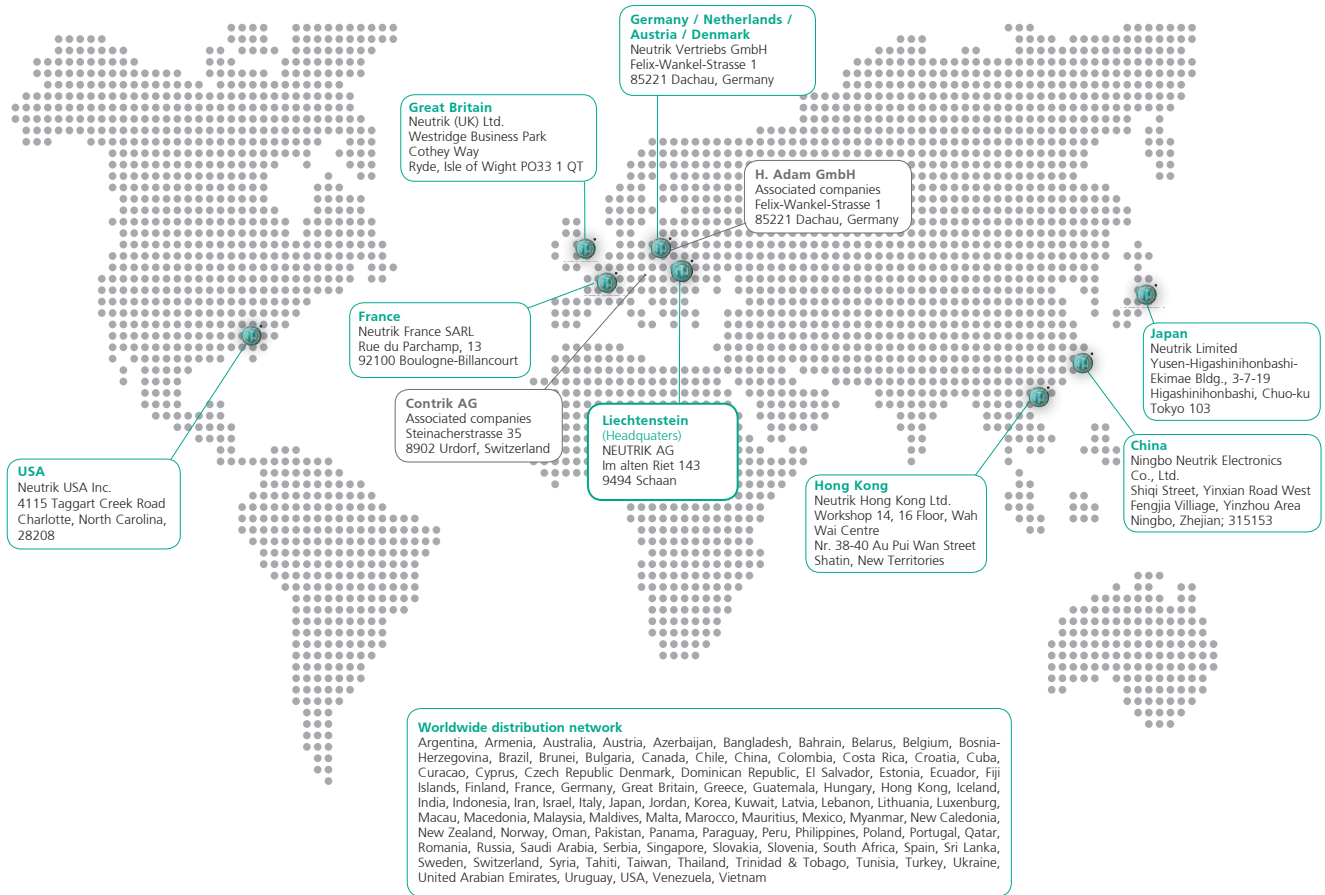 Germany / Netherlands /
Austria / Denmark
Neutrik Vertriebs GmbH
Felix-Wankel-Strasse 1
85221 Dachau, Germany
Great Britain
Neutrik (UK) Ltd.
Westridge Business Park
Cothey Way
Ryde, Isle of Wight PO33 1 QT
H. Adam GmbH
Associated companies
Felix-Wankel-Strasse 1
85221 Dachau, Germany
France
Neutrik France SARL
Rue du Parchamp, 13
92100 Boulogne-Billancourt
Japan
Neutrik Limited
Yusen-Higashinihonbashi-
Ekimae Bldg., 3-7-19
Higashinihonbashi, Chuo-ku
Tokyo 103
Contrik AG
Associated companies
Steinacherstrasse 35
8902 Urdorf, Switzerland
Liechtenstein
(Headquaters)
NEUTRIK AG
Im alten Riet 143
9494 Schaan
USA
Neutrik USA Inc.
4115 Taggart Creek Road
Charlotte, North Carolina,
28208
Hong Kong
Neutrik Hong Kong Ltd.
Workshop 14, 16 Floor, Wah
Wai Centre
Nr. 38-40 Au Pui Wan Street
Shatin, New Territories
China
Ningbo Neutrik Electronics
Co., Ltd.
Shiqi Street, Yinxian Road West
Fengjia Villiage, Yinzhou Area
Ningbo, Zhejian; 315153
Worldwide distribution network
Argentina, Armenia, Australia, Austria, Azerbaijan, Bangladesh, Bahrain, Belarus, Belgium, Bosnia-
Herzegovina, Brazil, Brunei, Bulgaria, Canada, Chile, China, Colombia, Costa Rica, Croatia, Cuba,
Curacao, Cyprus, Czech Republic Denmark, Dominican Republic, El Salvador, Estonia, Ecuador, Fiji
Islands, Finland, France, Germany, Great Britain, Greece, Guatemala, Hungary, Hong Kong, Iceland,
India, Indonesia, Iran, Israel, Italy, Japan, Jordan, Korea, Kuwait, Latvia, Lebanon, Lithuania, Luxenburg,
Macau, Macedonia, Malaysia, Maldives, Malta, Marocco, Mauritius, Mexico, Myanmar, New Caledonia,
New Zealand, Norway, Oman, Pakistan, Panama, Paraguay, Peru, Philippines, Poland, Portugal, Qatar,
Romania, Russia, Saudi Arabia, Serbia, Singapore, Slovakia, Slovenia, South Africa, Spain, Sri Lanka,
Sweden, Switzerland, Syria, Tahiti, Taiwan, Thailand, Trinidad & Tobago, Tunisia, Turkey, Ukraine,
United Arabian Emirates, Uruguay, USA, Venezuela, Vietnam